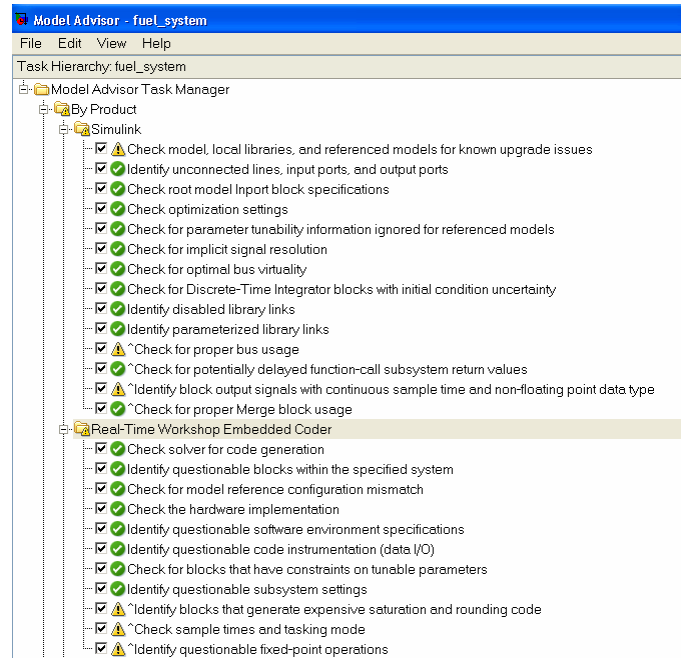 Model Advisor - fuel_system
File Edit View Help
Task Hierarchy: fuel_system
Model Advisor Task Manager
By Product
Simulink
Check model, local libraries, and referenced models for known upgrade issues
Identify unconnected lines, input ports, and output ports
Check root model Inport block specifications
Check optimization settings
Check for parameter tunability information ignored for referenced models
Check for implicit signal resolution
Check for optimal bus virtuality
Check for Discrete-Time Integrator blocks with initial condition uncertainty
Identify disabled library links
Identify parameterized library links
^Check for proper bus usage
^Check for potentially delayed function-call subsystem return values
^Identify block output signals with continuous sample time and non-floating point data type
^Check for proper Merge block usage
Real-Time Workshop Embedded Coder
Check solver for code generation
Identify questionable blocks within the specified system
Check for model reference configuration mismatch
Check the hardware implementation
Identify questionable software environment specifications
Identify questionable code instrumentation (data I/O)
Check for blocks that have constraints on tunable parameters
Identify questionable subsystem settings
^Identify blocks that generate expensive saturation and rounding code
^Check sample times and tasking mode
^Identify questionable fixed-point operations